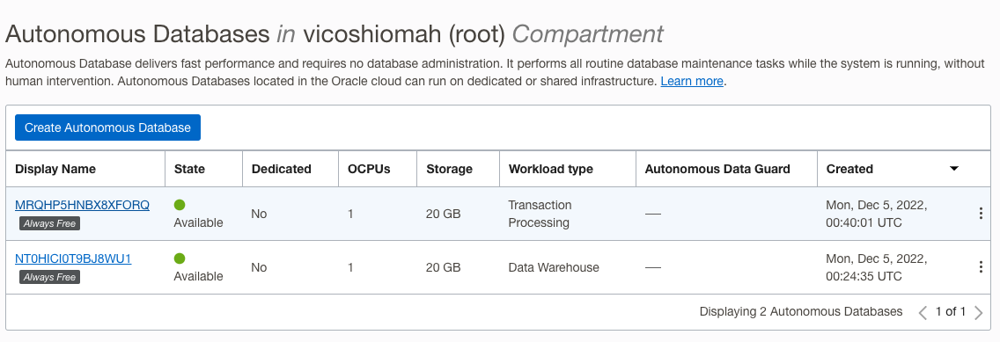 Autonomous Databases in vicoshiomah (root) Compartment
Autonomous Database delivers fast performance and requires no database administration. It performs all routine database maintenance tasks while the system is running, without
human intervention. Autonomous Databases located in the Oracle cloud can run on dedicated or shared infrastructure. Learn more.
Create Autonomous Database
Display Name State Dedicated OCPUs Storage Workload type Autonomous Data Guard Created
MRQHP5HNBX8XFORQ
Always Free
Available
No
1
20 GB
Transaction
Processing
—
Mon, Dec 5, 2022,
00:40:01 UTC
NT0HICI0T9BJ8WU1
Always Free
Available
No
1
20 GB
Data Warehouse
—
Mon, Dec 5, 2022,
00:24:35 UTC
Displaying 2 Autonomous Databases 1 of 1